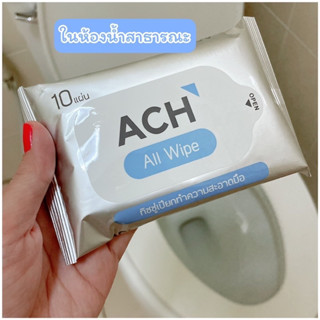 ในห้องน้ำสาธารณะ
10 แผ่น
OPEN
ACH
All Wipe
ทิชชู่เปียกทำความสะอาดมือ